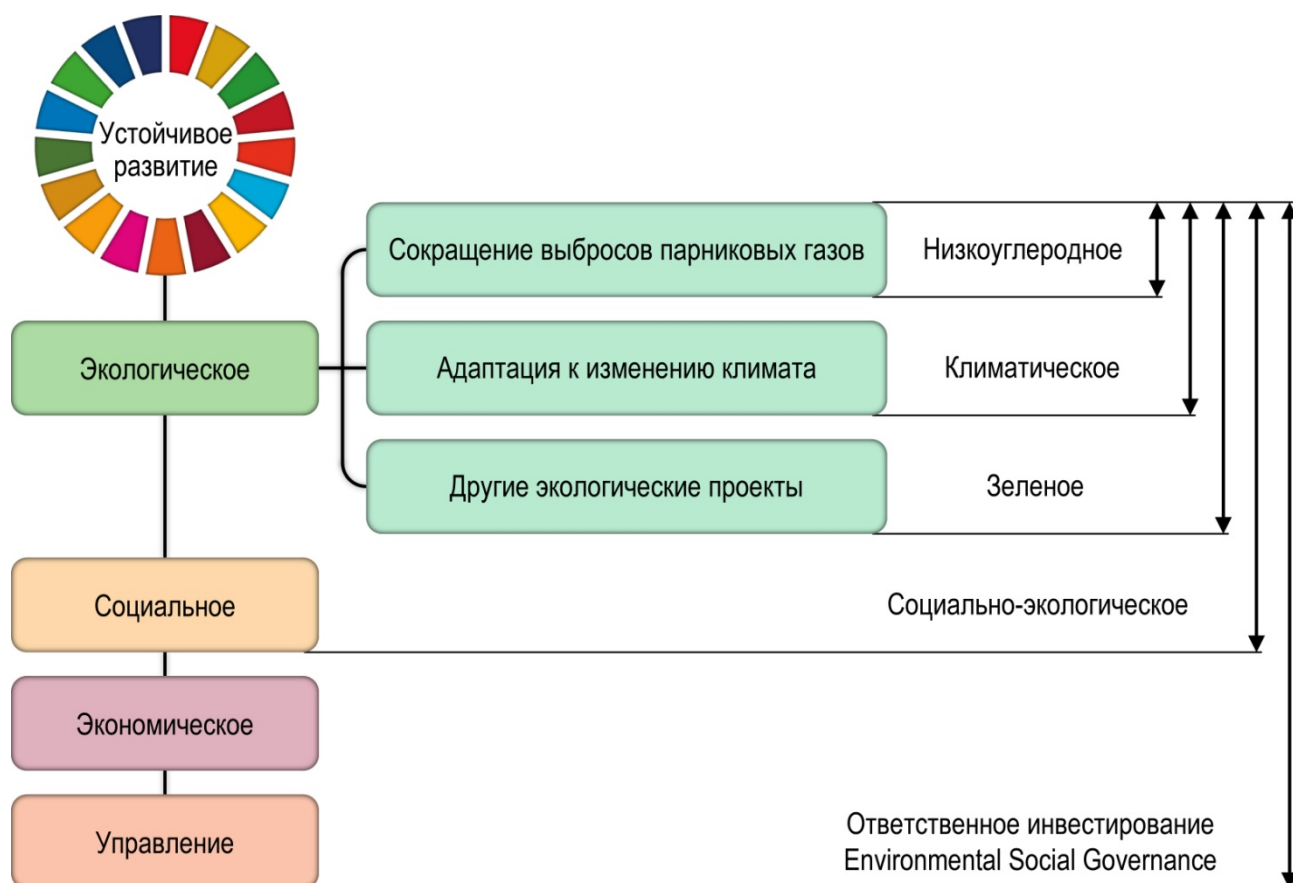 Устойчивое
развитие
Сокращение выбросов парниковых газов
Низкоуглеродное
Экологическое
Адаптация к изменению климата
Климатическое
Другие экологические проекты
Зеленое
Социальное
Социально-экологическое
Экономическое
Управление
Ответственное инвестирование
Environmental Social Governance